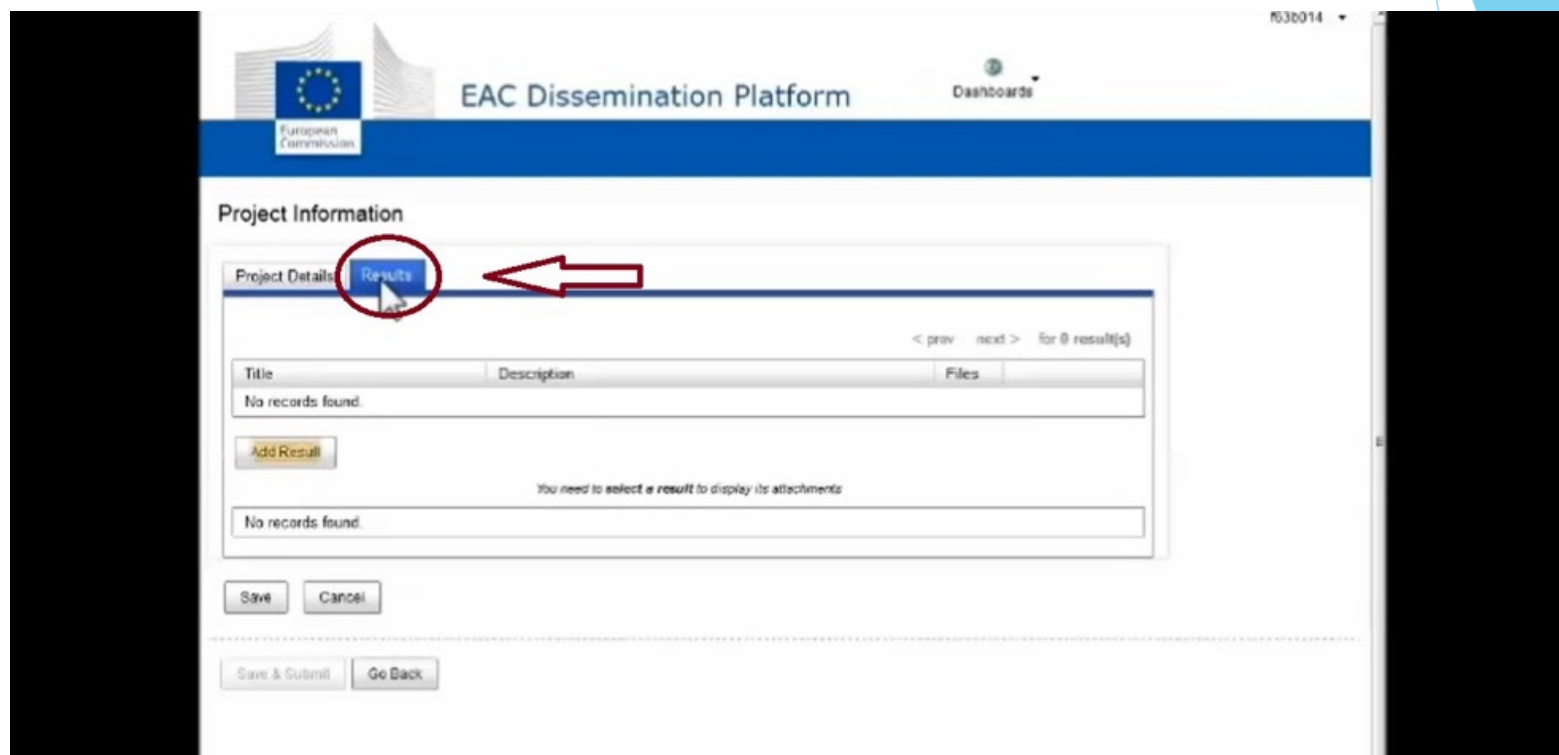 f63b014
EAC Dissemination Platform
Dashboards
European
Commission
Project Information
Project Details
Results
< prev next > for 0 result(s)
Title Description Files
No records found.
Add Result
You need to select a result to display its attachments
No records found.
Save Cancel
Save & Submit Go Back